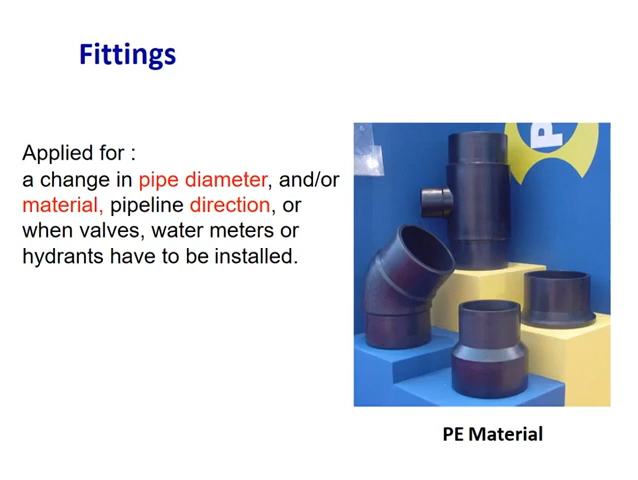 Fittings
Applied for :
a change in pipe diameter, and/or
material, pipeline direction, or
when valves, water meters or
hydrants have to be installed.
PE Material